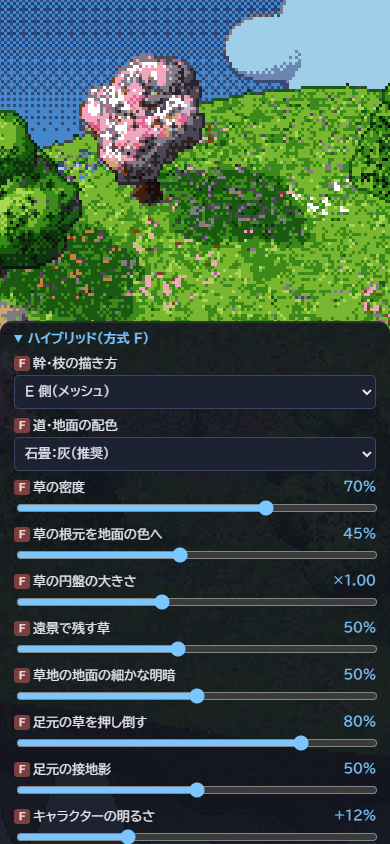 ▼ ハイブリッド(方式 F)
F 幹・枝の描き方
E 側(メッシュ)
F 道・地面の配色
石畳:灰(推奨)
F 草の密度 70%
F 草の根元を地面の色へ 45%
F 草の円盤の大きさ ×1.00
F 遠景で残す草 50%
F 草地の地面の細かな明暗 50%
F 足元の草を押し倒す 80%
F 足元の接地影 50%
F キャラクターの明るさ +12%